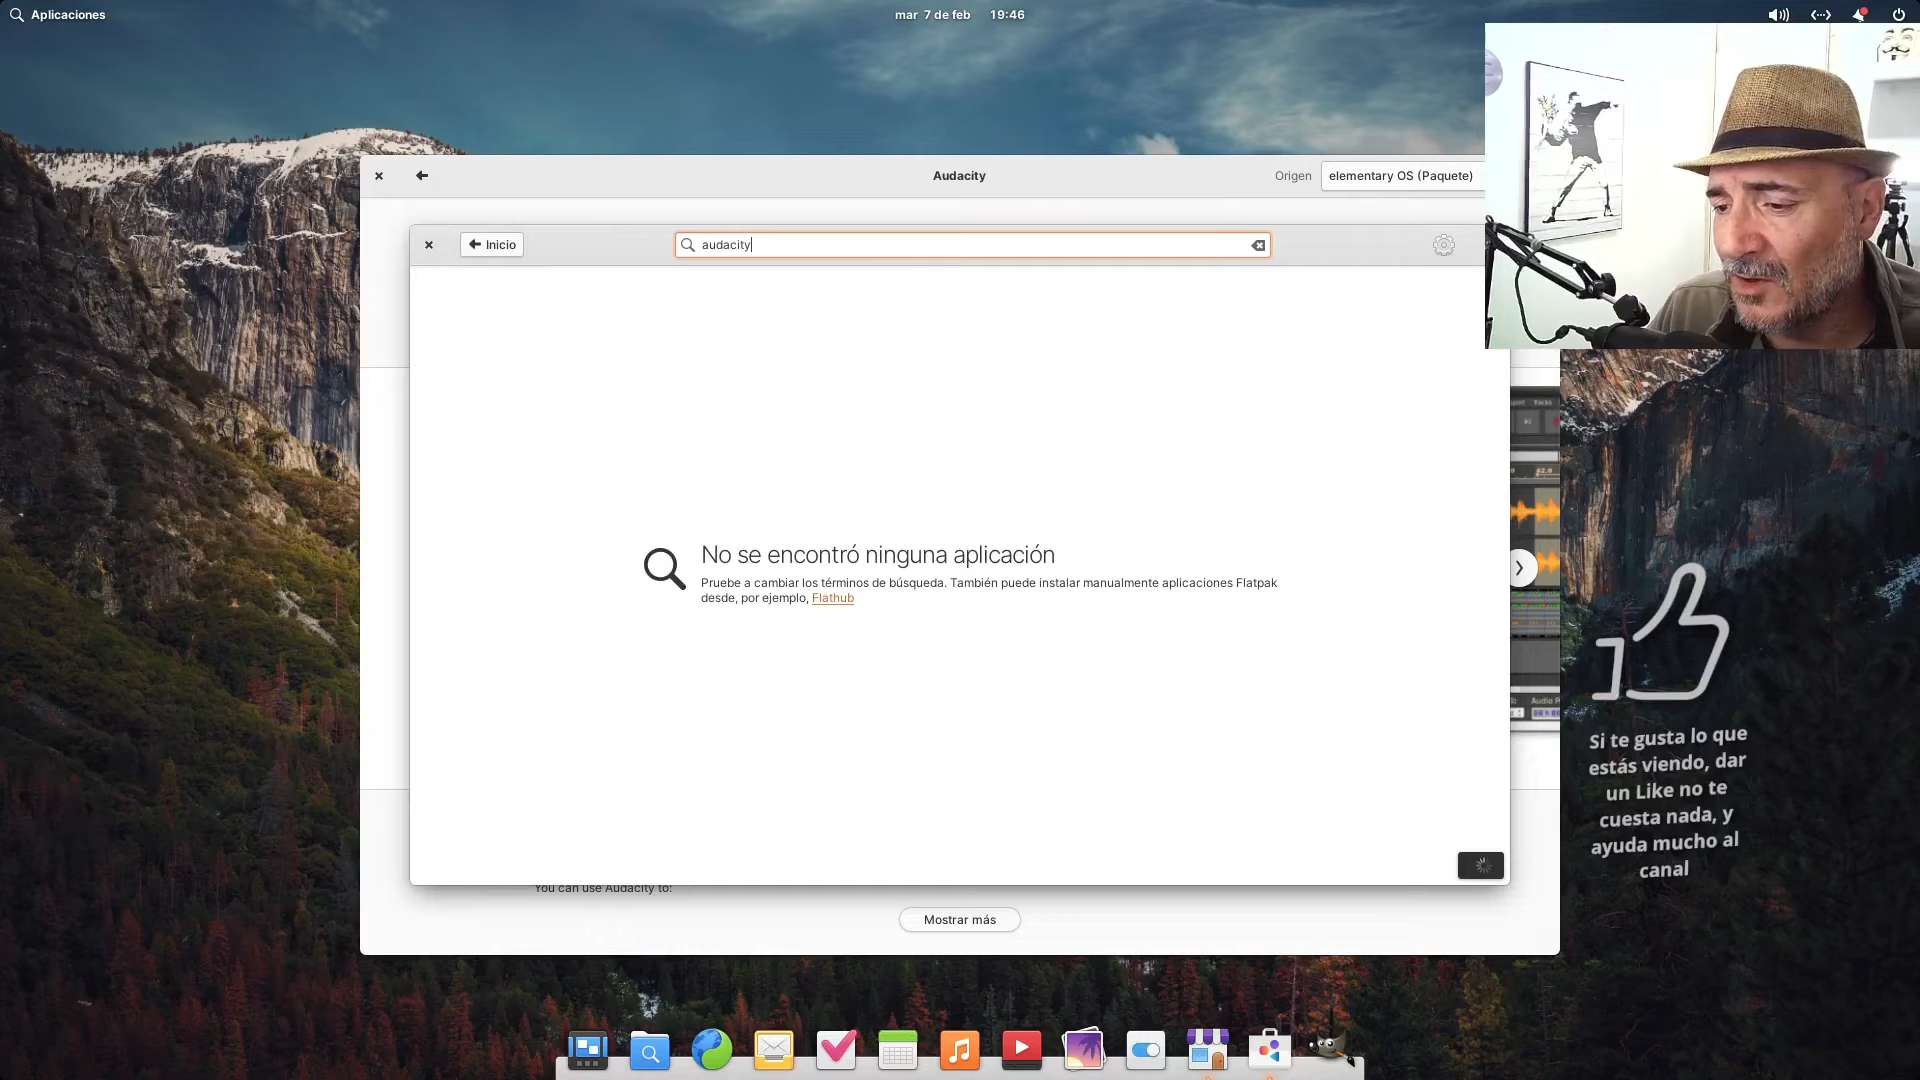 Aplicaciones
mar 7 de feb 19:46
Audacity
Origen
elementary OS (Paquete)
Inicio
audacity
No se encontró ninguna aplicación
Pruebe a cambiar los términos de búsqueda. También puede instalar manualmente aplicaciones Flatpak
desde, por ejemplo, Flathub
Tracks
Audio P
Si te gusta lo que
estás viendo, dar
un Like no te
cuesta nada, y
ayuda mucho al
canal
You can use Audacity to:
Mostrar más